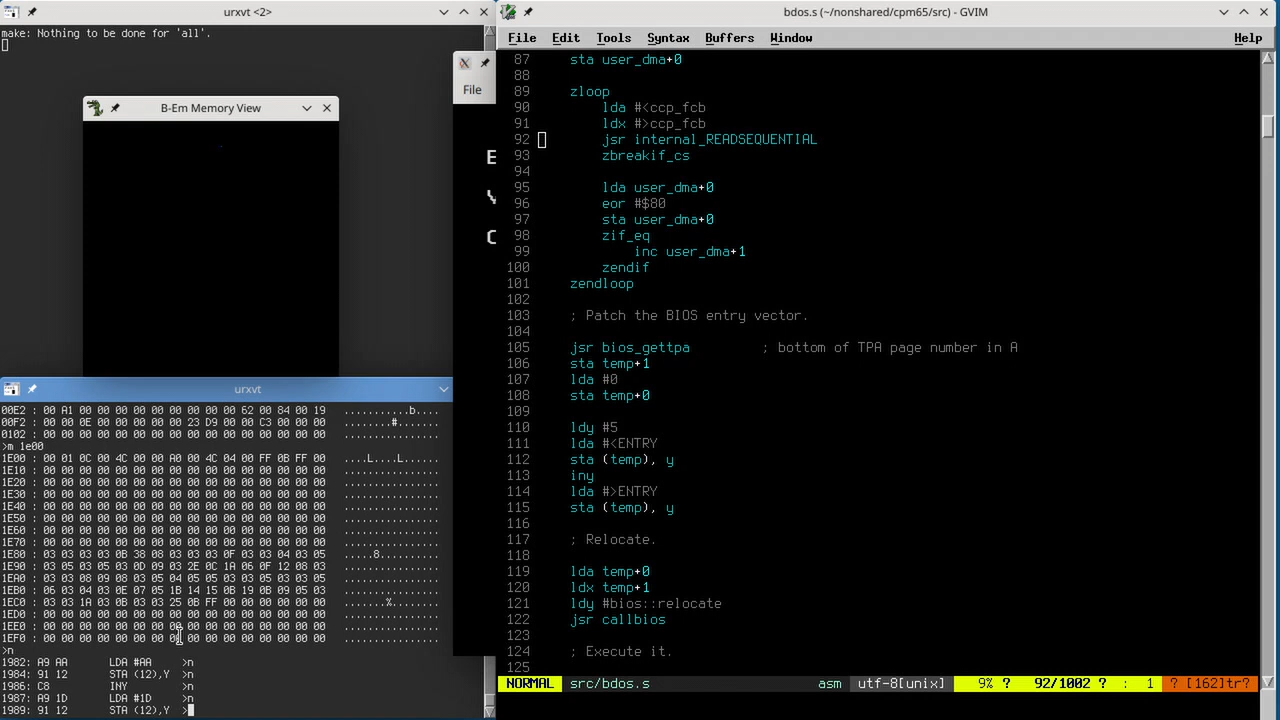 urxvt <2>
make: Nothing to be done for 'all'.
B-Em Memory View
File
urxvt
00E2 : 00 A1 00 00 00 00 00 00 00 00 00 62 00 84 00 19 ...........b....
00F2 : 00 00 0E 00 00 00 00 00 23 D9 00 00 C3 00 00 00 ........#.......
0102 : 00 00 00 00 00 00 00 00 00 00 00 00 00 00 00 00 ................
>m 1e00
1E00 : 00 01 0C 00 4C 00 00 A0 00 4C 04 00 FF 0B FF 00 ....L....L......
1E10 : 00 00 00 00 00 00 00 00 00 00 00 00 00 00 00 00 ................
1E20 : 00 00 00 00 00 00 00 00 00 00 00 00 00 00 00 00 ................
1E30 : 00 00 00 00 00 00 00 00 00 00 00 00 00 00 00 00 ................
1E40 : 00 00 00 00 00 00 00 00 00 00 00 00 00 00 00 00 ................
1E50 : 00 00 00 00 00 00 00 00 00 00 00 00 00 00 00 00 ................
1E60 : 00 00 00 00 00 00 00 00 00 00 00 00 00 00 00 00 ................
1E70 : 00 00 00 00 00 00 00 00 00 00 00 00 00 00 00 00 ................
1E80 : 03 03 03 03 0B 38 08 03 03 03 0F 03 03 04 03 05 .....8..........
1E90 : 03 05 03 05 03 0D 09 03 2E 0C 1A 06 0F 12 08 03 ................
1EA0 : 03 03 08 09 08 03 05 04 05 05 03 03 05 03 03 05 ................
1EB0 : 06 03 04 03 0E 07 05 1B 14 15 0B 19 0B 09 05 03 ................
1EC0 : 03 03 1A 03 0B 03 03 25 0B FF 00 00 00 00 00 00 .......%........
1ED0 : 00 00 00 00 00 00 00 00 00 00 00 00 00 00 00 00 ................
1EE0 : 00 00 00 00 00 00 00 00 00 00 00 00 00 00 00 00 ................
1EF0 : 00 00 00 00 00 00 00 00 00 00 00 00 00 00 00 00 ................
>n
1982: A9 AA LDA #AA >n
1984: 91 12 STA (12),Y >n
1986: C8 INY >n
1987: A9 1D LDA #1D >n
1989: 91 12 STA (12),Y >
bdos.s (~/nonshared/cpm65/src) - GVIM
File Edit Tools Syntax Buffers Window Help
87 sta user_dma+0
88
89 zloop
90 lda #<ccp_fcb
91 ldx #>ccp_fcb
92 jsr internal_READSEQUENTIAL
93 zbreakif_cs
94
95 lda user_dma+0
96 eor #$80
97 sta user_dma+0
98 zif_eq
99 inc user_dma+1
100 zendif
101 zendloop
102
103 ; Patch the BIOS entry vector.
104
105 jsr bios_gettpa ; bottom of TPA page number in A
106 sta temp+1
107 lda #0
108 sta temp+0
109
110 ldy #5
111 lda #<ENTRY
112 sta (temp), y
113 iny
114 lda #>ENTRY
115 sta (temp), y
116
117 ; Relocate.
118
119 lda temp+0
120 ldx temp+1
121 ldy #bios::relocate
122 jsr callbios
123
124 ; Execute it.
125
NORMAL src/bdos.s asm utf-8[unix] 9% ? 92/1002 ? : 1 ? [162]tr?